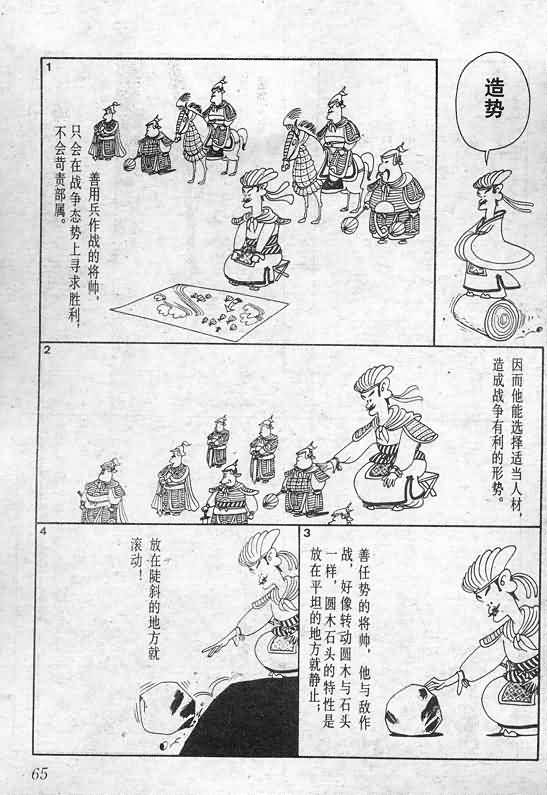 造势
1
善用兵作战的将帅，
只会在战争态势上寻求胜利，
不会苛责部属。
2
因而他能选择适当人材，
造成战争有利的形势。
3
善任势的将帅，他与敌作
战，好像转动圆木与石头
一样，圆木石头的特性是
放在平坦的地方就静止；
4
放在陡斜的地方就
滚动！
65